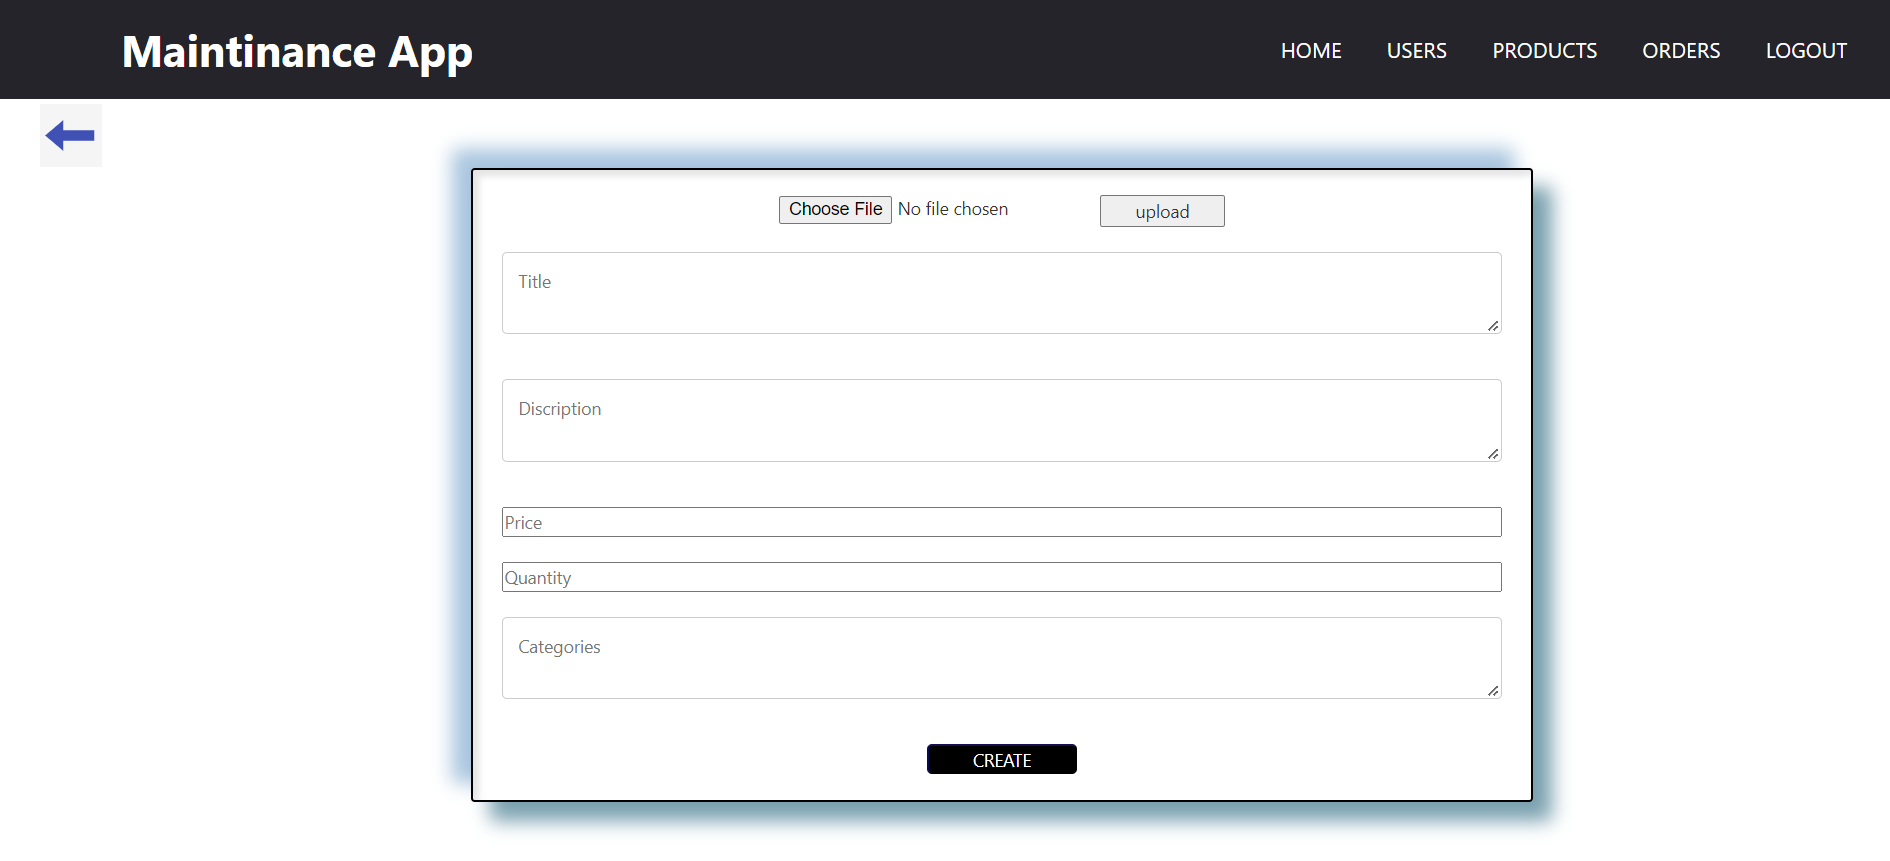 Maintinance App
HOME USERS PRODUCTS ORDERS LOGOUT
Choose File No file chosen upload
Title
Discription
Price
Quantity
Categories
CREATE